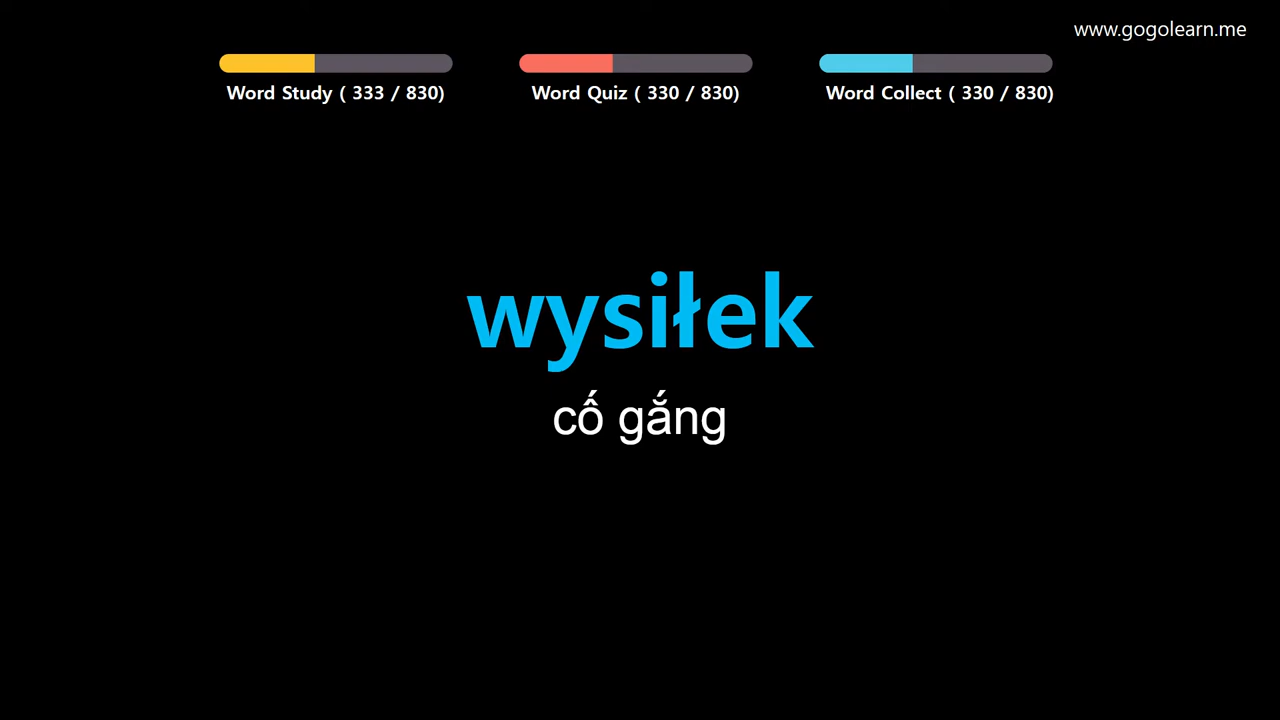 www.gogolearn.me
Word Study ( 333 / 830)
Word Quiz ( 330 / 830)
Word Collect ( 330 / 830)
wysiłek
cố gắng